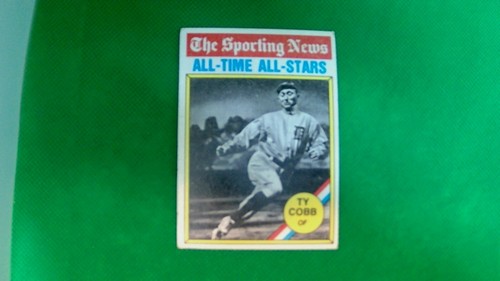 The Sporting News
ALL-TIME ALL-STARS
D
TY
COBB
OF